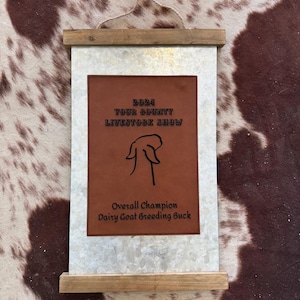 2024
YOUR COUNTY
LIVESTOCK SHOW
Overall Champion
Dairy Goat Breeding Buck